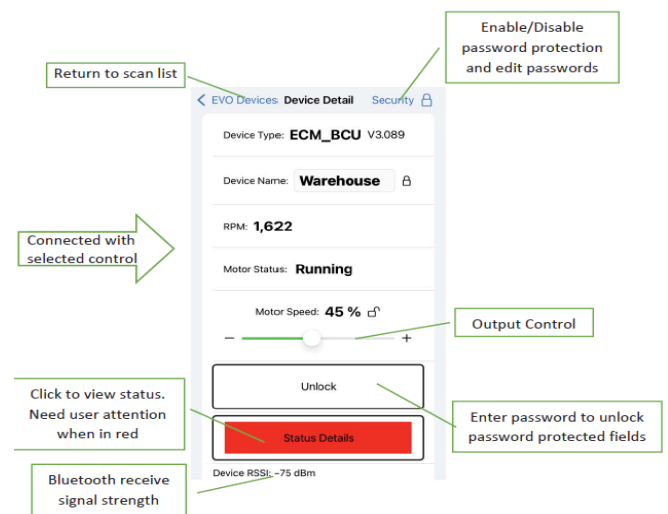 Enable/Disable
password protection
and edit passwords
Return to scan list
EVO Devices Device Detail Security
Device Type: ECM_BCU V3.089
Device Name: Warehouse
RPM: 1,622
Connected with
selected control
Motor Status: Running
Motor Speed: 45 %
− +
Output Control
Unlock
Click to view status.
Need user attention
when in red
Enter password to unlock
password protected fields
Status Details
Device RSSI: −75 dBm
Bluetooth receive
signal strength